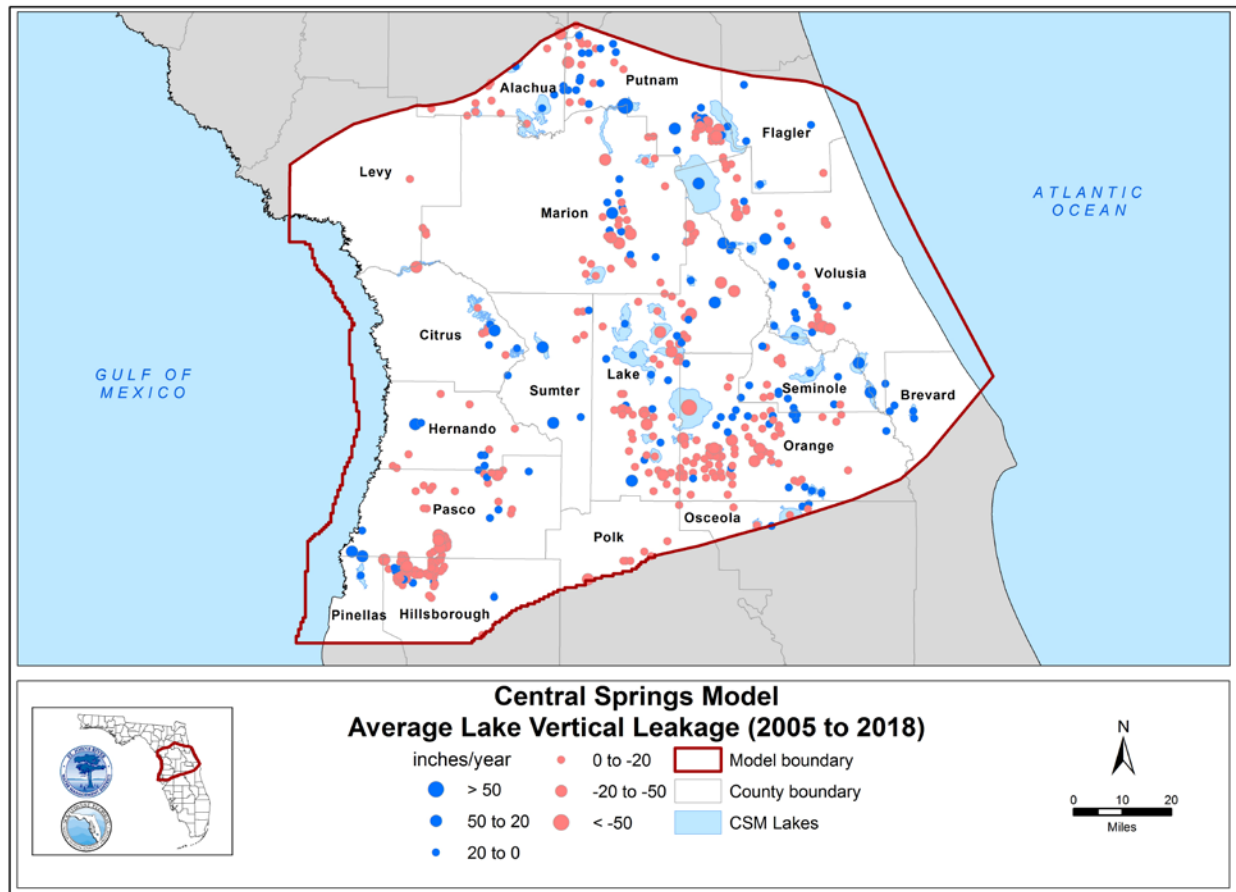 Putnam
Alachua
Flagler
Levy
ATLANTIC
OCEAN
Marion
Volusia
Citrus
GULF OF
MEXICO
Lake
Seminole
Sumter
Brevard
Hernando
Orange
Pasco
Osceola
Polk
Pinellas
Hillsborough
Central Springs Model
Average Lake Vertical Leakage (2005 to 2018)
inches/year
> 50
50 to 20
20 to 0
0 to -20
-20 to -50
< -50
Model boundary
County boundary
CSM Lakes
N
0 10 20
Miles